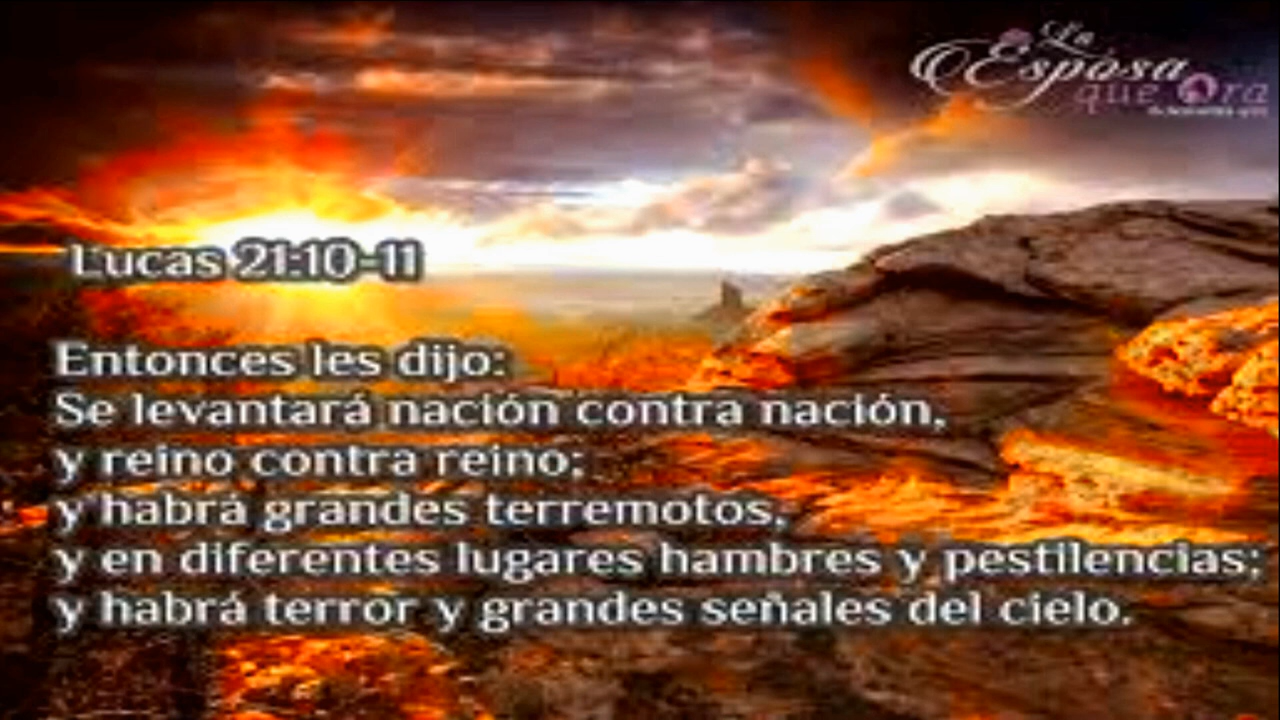 La
Esposa
que Ora
Lucas 21:10-11
Entonces les dijo:
Se levantará nación contra nación,
y reino contra reino;
y habrá grandes terremotos,
y en diferentes lugares hambres y pestilencias;
y habrá terror y grandes señales del cielo.